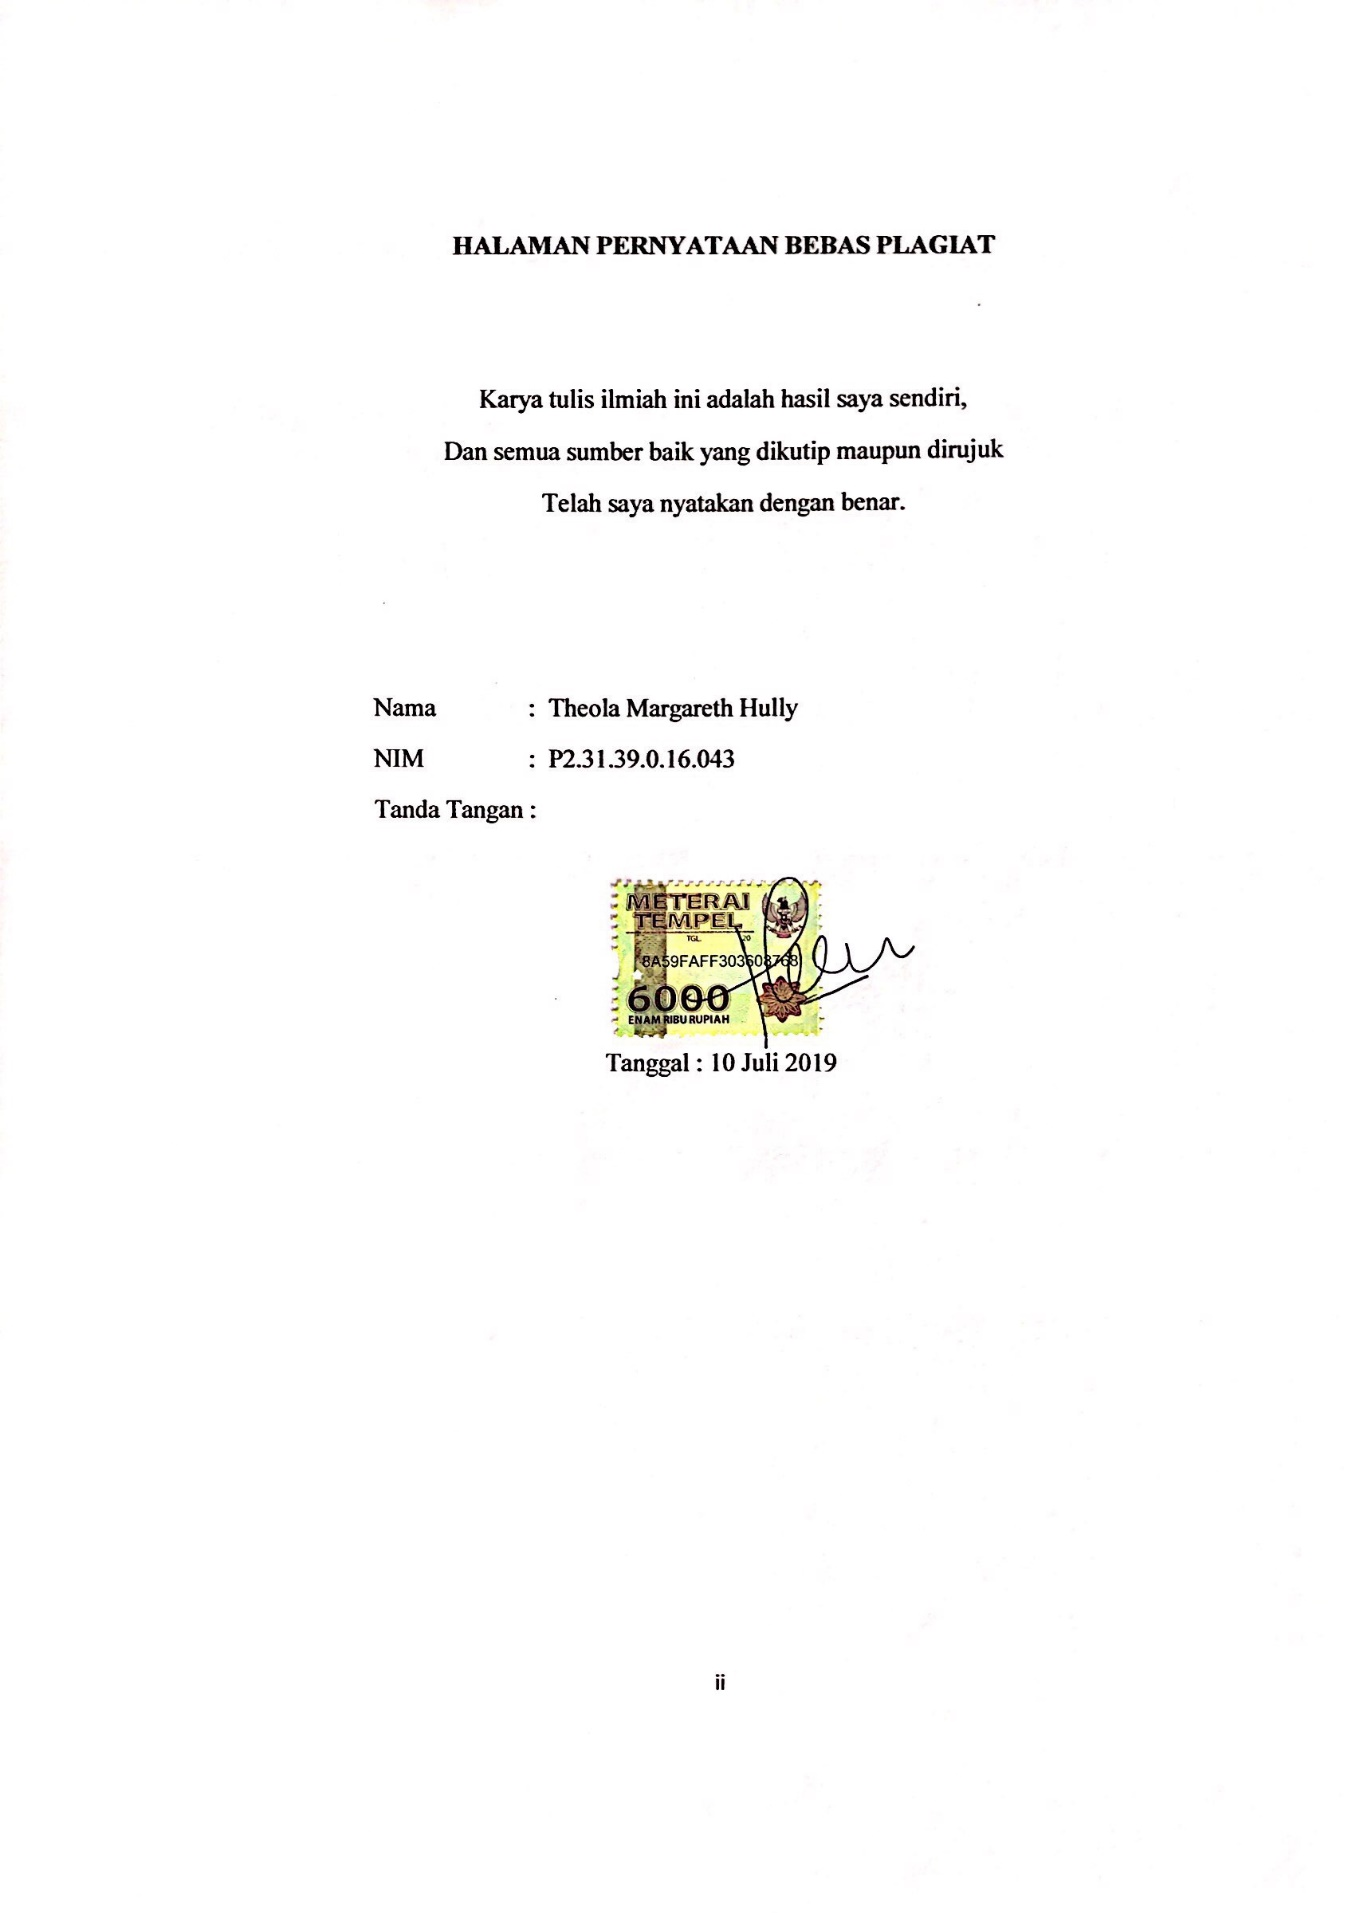 HALAMAN PERNYATAAN BEBAS PLAGIAT
Karya tulis ilmiah ini adalah hasil saya sendiri,
Dan semua sumber baik yang dikutip maupun dirujuk
Telah saya nyatakan dengan benar.
Nama : Theola Margareth Hully
NIM : P2.31.39.0.16.043
Tanda Tangan :
METERAI
TEMPEL
TGL. 20
8A59FAFF303608768
6000
ENAM RIBU RUPIAH
Tanggal : 10 Juli 2019
ii